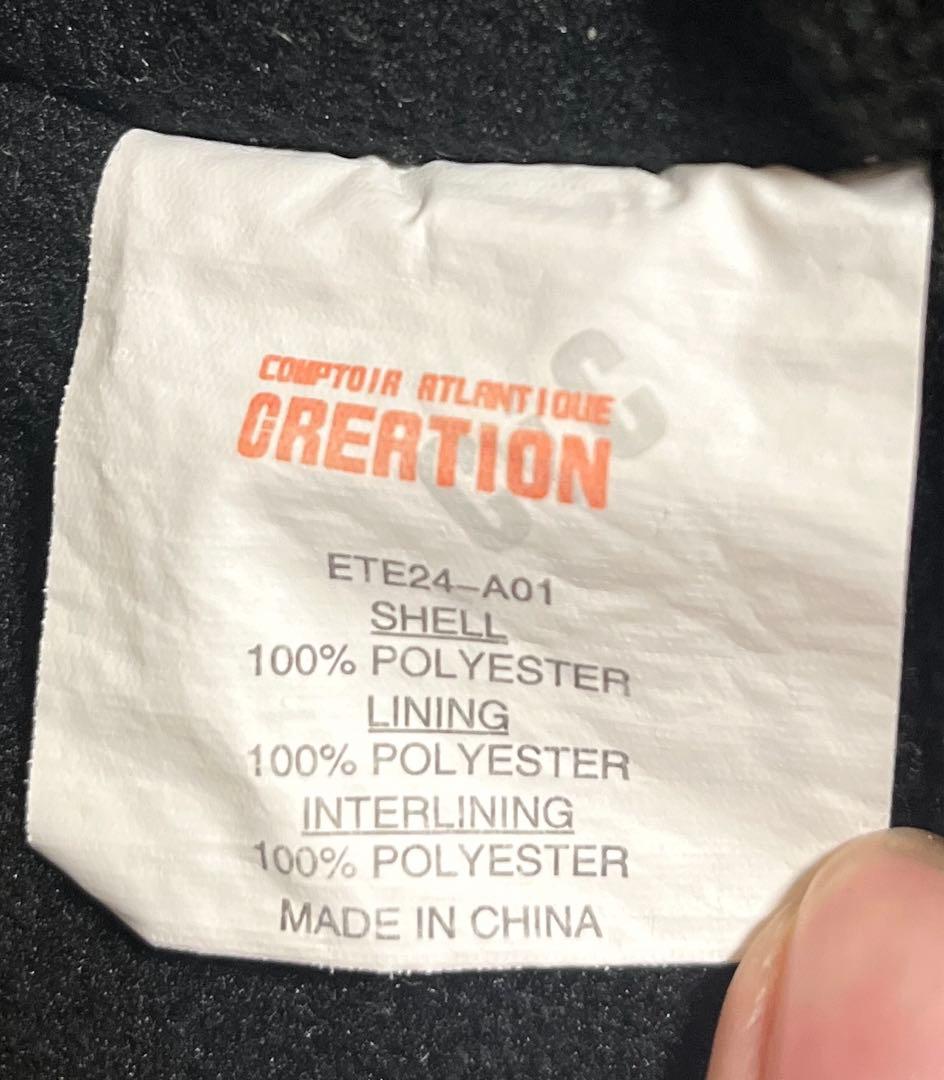 COMPTOIR ATLANTIQUE
CREATION
ETE24-A01
SHELL
100% POLYESTER
LINING
100% POLYESTER
INTERLINING
100% POLYESTER
MADE IN CHINA